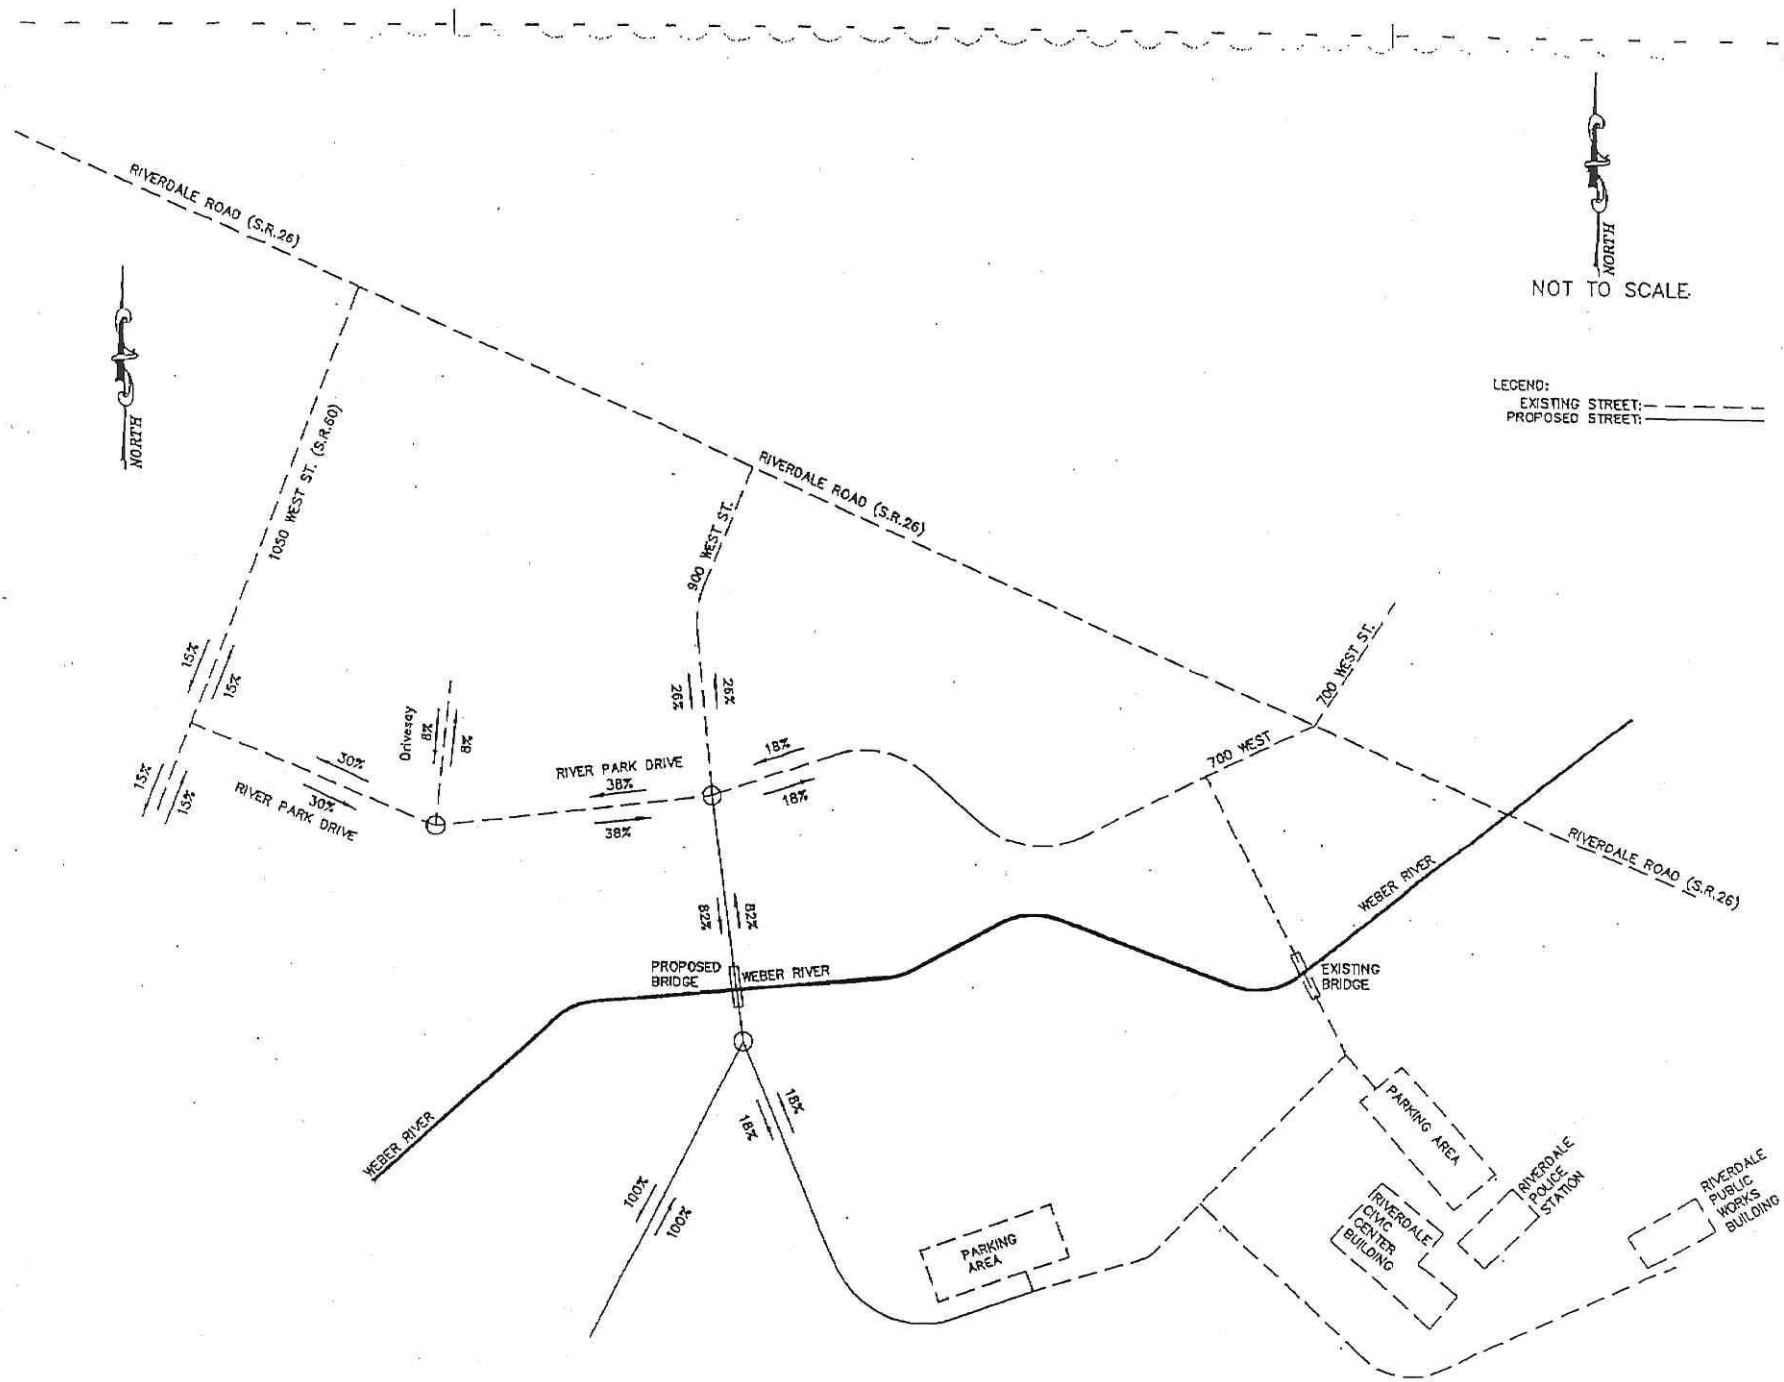 RIVERDALE ROAD (S.R.26)
NORTH
NORTH
NOT TO SCALE
LEGEND:
EXISTING STREET:
PROPOSED STREET:
1050 WEST ST. (S.R.60)
RIVERDALE ROAD (S.R.26)
900 WEST ST.
700 WEST ST.
15%
15%
26%
26%
Drivesay
8%
8%
18%
18%
700 WEST
30%
30%
RIVER PARK DRIVE
RIVER PARK DRIVE
38%
38%
15%
15%
RIVERDALE ROAD (S.R.26)
82%
82%
WEBER RIVER
PROPOSED
BRIDGE
WEBER RIVER
EXISTING
BRIDGE
WEBER RIVER
18%
18%
PARKING AREA
100%
100%
PARKING
AREA
RIVERDALE
CIVIC
CENTER
BUILDING
RIVERDALE
POLICE
STATION
RIVERDALE
PUBLIC
WORKS
BUILDING